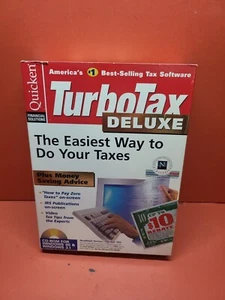 America's #1 Best-Selling Tax Software
Quicken
FINANCIAL SOLUTIONS
TurboTax
DELUXE
The Easiest Way to
Do Your Taxes
Plus Money
Saving Advice
• "How to Pay Zero
Taxes" on-screen
• IRS Publications
on-screen
• Video
Tax Tips from
the Experts
$10
REBATE
CD-ROM FOR
WINDOWS 95 &
WINDOWS 3.1